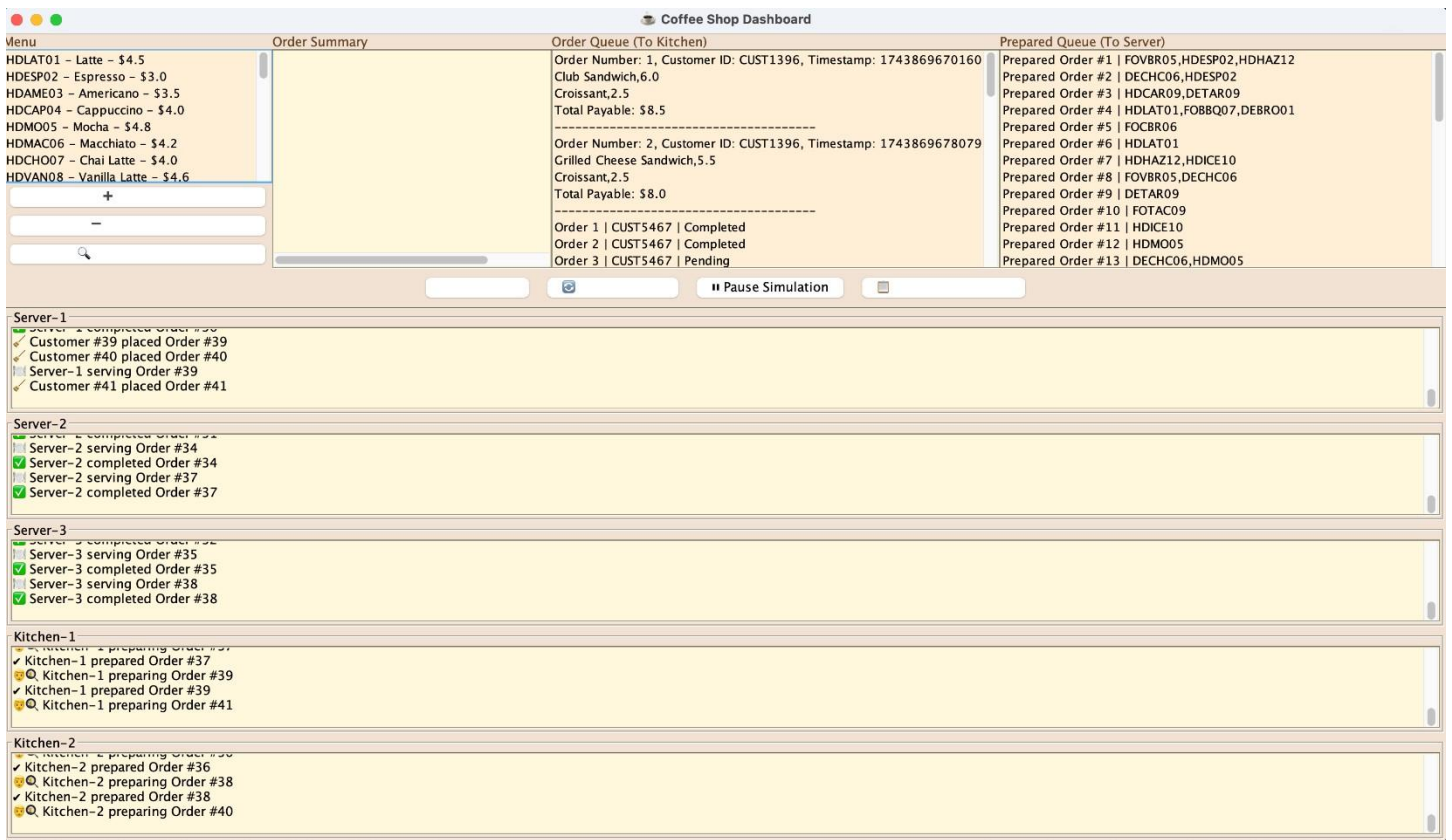 Coffee Shop Dashboard
Menu
HDLAT01 – Latte – $4.5
HDESP02 – Espresso – $3.0
HDAME03 – Americano – $3.5
HDCAP04 – Cappuccino – $4.0
HDMO05 – Mocha – $4.8
HDMAC06 – Macchiato – $4.2
HDCHO07 – Chai Latte – $4.0
HDVAN08 – Vanilla Latte – $4.6
+
–
Order Summary
Order Queue (To Kitchen)
Order Number: 1, Customer ID: CUST1396, Timestamp: 1743869670160
Club Sandwich,6.0
Croissant,2.5
Total Payable: $8.5
--------------------------------------
Order Number: 2, Customer ID: CUST1396, Timestamp: 1743869678079
Grilled Cheese Sandwich,5.5
Croissant,2.5
Total Payable: $8.0
--------------------------------------
Order 1 | CUST5467 | Completed
Order 2 | CUST5467 | Completed
Order 3 | CUST5467 | Pending
Prepared Queue (To Server)
Prepared Order #1 | FOVBR05,HDESP02,HDHAZ12
Prepared Order #2 | DECHC06,HDESP02
Prepared Order #3 | HDCAR09,DETAR09
Prepared Order #4 | HDLAT01,FOBBQ07,DEBRO01
Prepared Order #5 | FOCBR06
Prepared Order #6 | HDLAT01
Prepared Order #7 | HDHAZ12,HDICE10
Prepared Order #8 | FOVBR05,DECHC06
Prepared Order #9 | DETAR09
Prepared Order #10 | FOTAC09
Prepared Order #11 | HDICE10
Prepared Order #12 | HDMO05
Prepared Order #13 | DECHC06,HDMO05
Pause Simulation
Server-1
Customer #39 placed Order #39
Customer #40 placed Order #40
Server-1 serving Order #39
Customer #41 placed Order #41
Server-2
Server-2 serving Order #34
Server-2 completed Order #34
Server-2 serving Order #37
Server-2 completed Order #37
Server-3
Server-3 serving Order #35
Server-3 completed Order #35
Server-3 serving Order #38
Server-3 completed Order #38
Kitchen-1
✔ Kitchen-1 prepared Order #37
Kitchen-1 preparing Order #39
✔ Kitchen-1 prepared Order #39
Kitchen-1 preparing Order #41
Kitchen-2
✔ Kitchen-2 prepared Order #36
Kitchen-2 preparing Order #38
✔ Kitchen-2 prepared Order #38
Kitchen-2 preparing Order #40